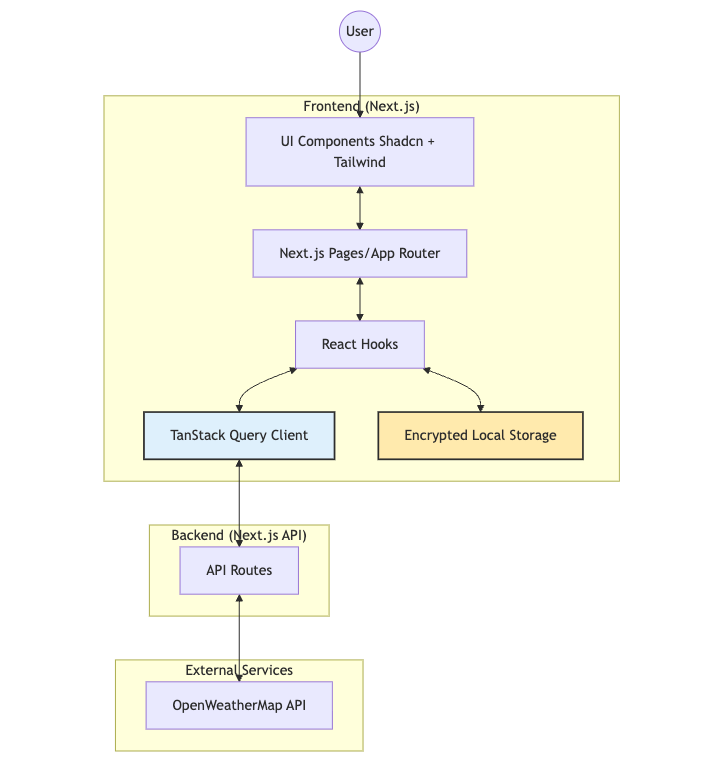 User
Frontend (Next.js)
UI Components Shadcn +
Tailwind
Next.js Pages/App Router
React Hooks
TanStack Query Client
Encrypted Local Storage
Backend (Next.js API)
API Routes
External Services
OpenWeatherMap API